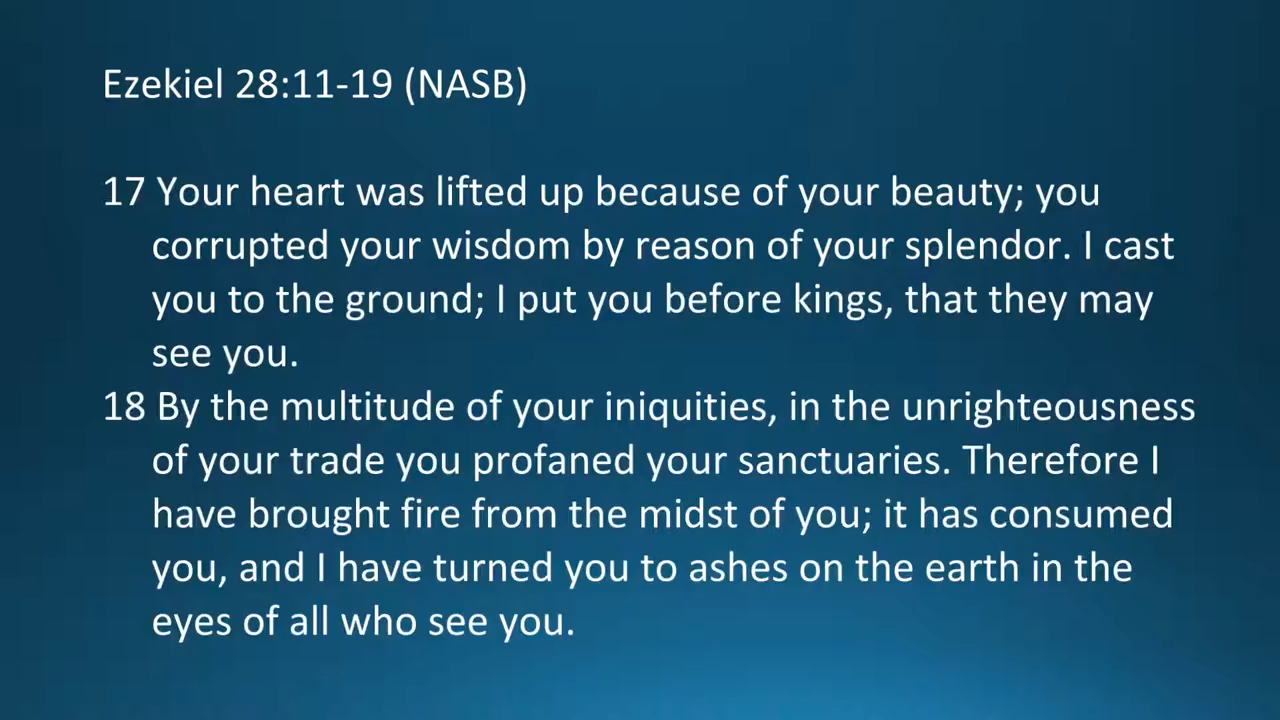 Ezekiel 28:11-19 (NASB)
17 Your heart was lifted up because of your beauty; you
corrupted your wisdom by reason of your splendor. I cast
you to the ground; I put you before kings, that they may
see you.
18 By the multitude of your iniquities, in the unrighteousness
of your trade you profaned your sanctuaries. Therefore I
have brought fire from the midst of you; it has consumed
you, and I have turned you to ashes on the earth in the
eyes of all who see you.